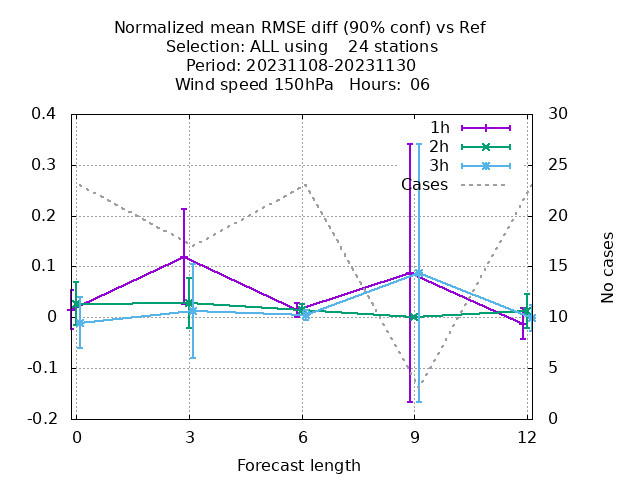 Normalized mean RMSE diff (90% conf) vs Ref
Selection: ALL using    24 stations
Period: 20231108-20231130
Wind speed 150hPa   Hours:  06
0.4
0.3
0.2
0.1
0
-0.1
-0.2
30
25
20
15
10
5
0
1h
2h
3h
Cases
No cases
0
3
6
9
12
Forecast length